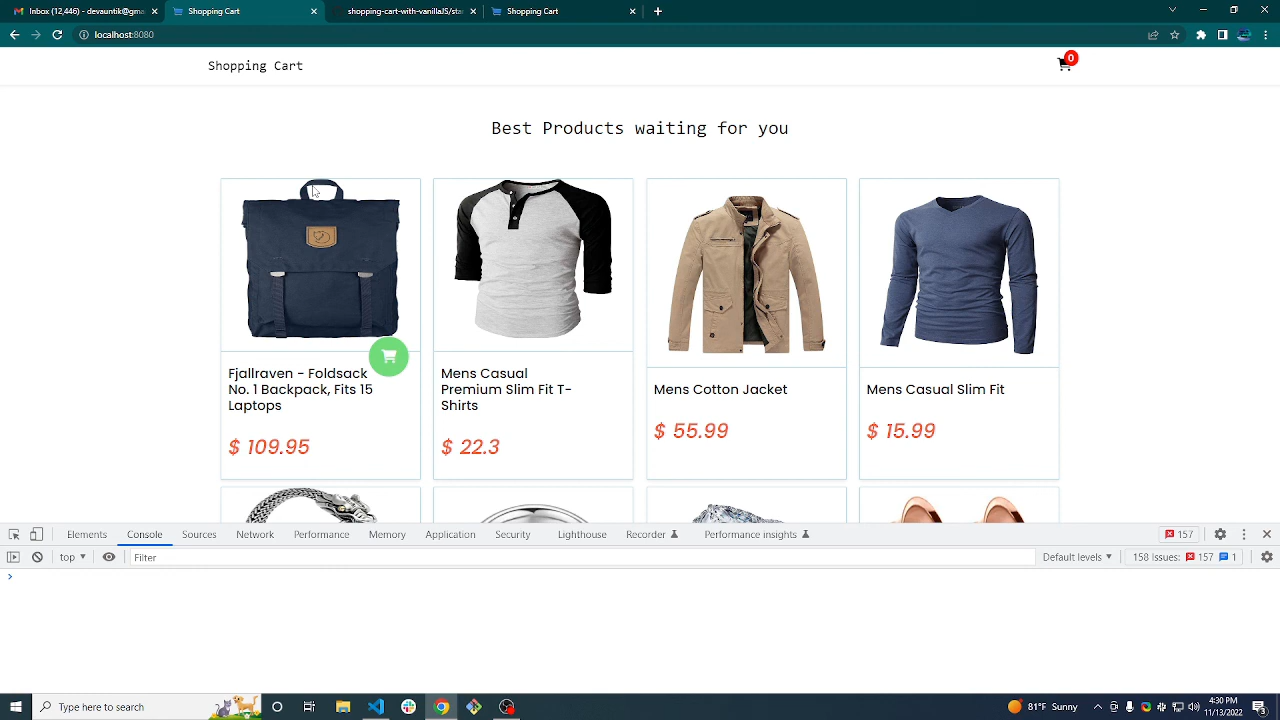 Inbox (12,446) - devauntik@gma
Shopping Cart
shopping-cart-with-vanillaJS/sta
Shopping Cart
localhost:8080
Shopping Cart
0
Best Products waiting for you
Fjallraven - Foldsack
No. 1 Backpack, Fits 15
Laptops
$ 109.95
Mens Casual
Premium Slim Fit T-
Shirts
$ 22.3
Mens Cotton Jacket
$ 55.99
Mens Casual Slim Fit
$ 15.99
Elements
Console
Sources
Network
Performance
Memory
Application
Security
Lighthouse
Recorder
Performance insights
157
top
Filter
Default levels
158 Issues: 157 1
Type here to search
81°F Sunny
4:30 PM
11/13/2022